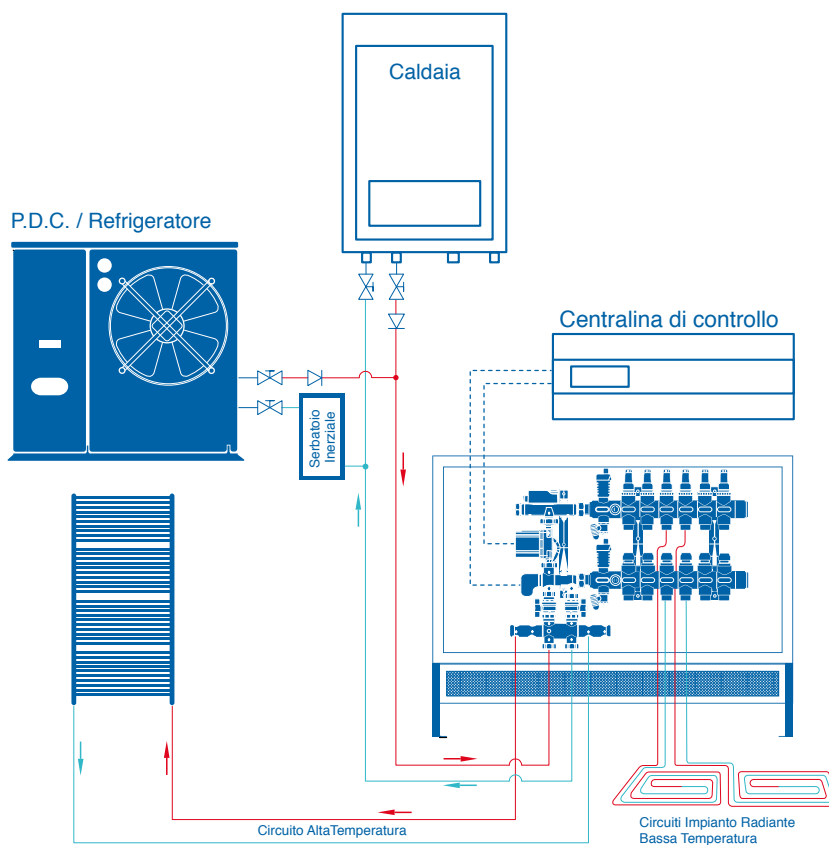 Caldaia
P.D.C. / Refrigeratore
Centralina di controllo
Serbatoio
Inerziale
Circuito AltaTemperatura
Circuiti Impianto Radiante
Bassa Temperatura